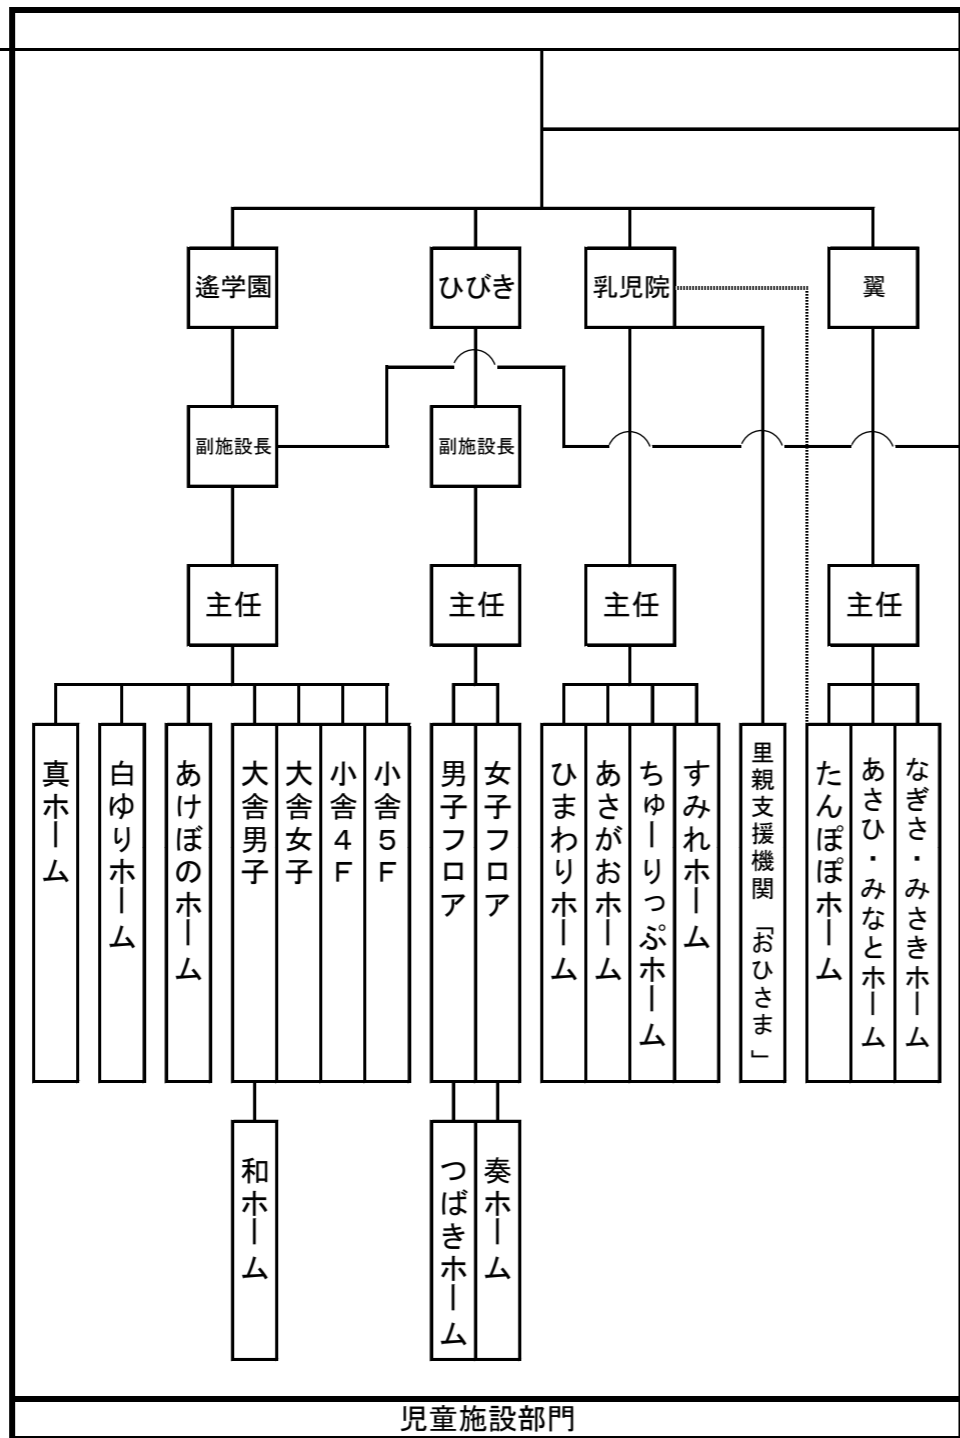 遙学園
ひびき
乳児院
翼
副施設長
副施設長
主任
主任
主任
主任
真ホーム
白ゆりホーム
あけぼのホーム
大舎男子
大舎女子
小舎４Ｆ
小舎５Ｆ
男子フロア
女子フロア
ひまわりホーム
あさがおホーム
ちゅーりっぷホーム
すみれホーム
里親支援機関「おひさま」
たんぽぽホーム
あさひ・みなとホーム
なぎさ・みさきホーム
和ホーム
つばきホーム
奏ホーム
児童施設部門